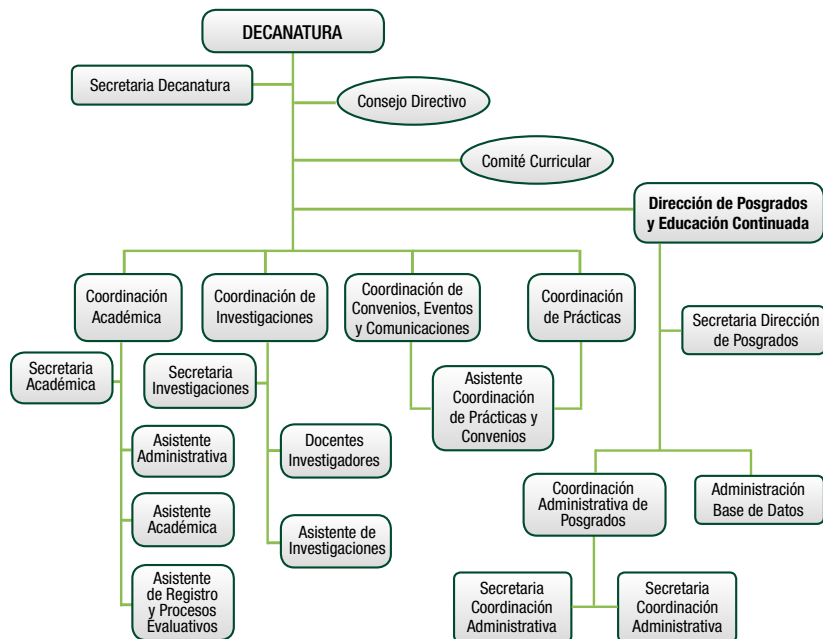 DECANATURA
Secretaria Decanatura
Consejo Directivo
Comité Curricular
Dirección de Posgrados
y Educación Continuada
Coordinación
Académica
Coordinación de
Investigaciones
Coordinación de
Convenios, Eventos
y Comunicaciones
Coordinación
de Prácticas
Secretaria Dirección
de Posgrados
Secretaria
Académica
Secretaria
Investigaciones
Asistente
Coordinación
de Prácticas y
Convenios
Asistente
Administrativa
Docentes
Investigadores
Coordinación
Administrativa de
Posgrados
Administración
Base de Datos
Asistente
Académica
Asistente de
Investigaciones
Asistente
de Registro
y Procesos
Evaluativos
Secretaria
Coordinación
Administrativa
Secretaria
Coordinación
Administrativa